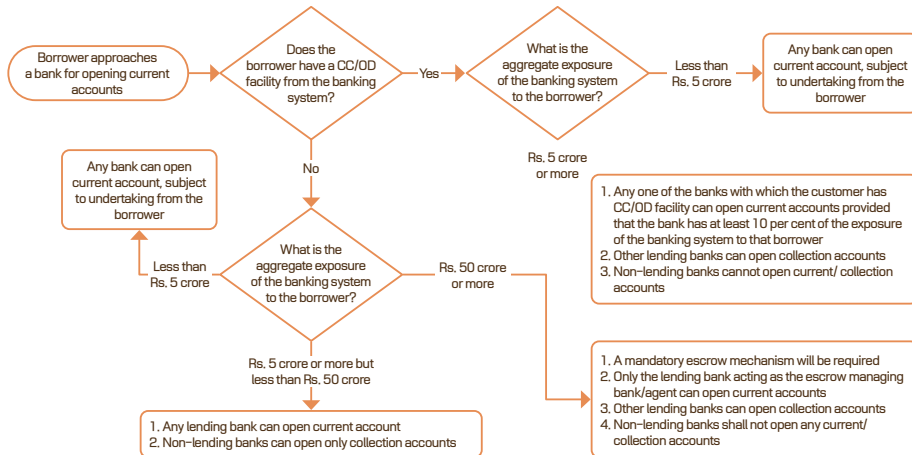 Borrower approaches
a bank for opening current
accounts
Does the
borrower have a CC/OD
facility from the banking
system?
Yes
What is the
aggregate exposure
of the banking system
to the borrower?
Less than
Rs. 5 crore
Any bank can open
current account, subject
to undertaking from the
borrower
Rs. 5 crore
or more
1. Any one of the banks with which the customer has
CC/OD facility can open current accounts provided
that the bank has at least 10 per cent of the exposure
of the banking system to that borrower
2. Other lending banks can open collection accounts
3. Non-lending banks cannot open current/ collection
accounts
No
Any bank can open
current account, subject
to undertaking from the
borrower
Less than
Rs. 5 crore
What is the
aggregate exposure
of the banking system
to the borrower?
Rs. 50 crore
or more
Rs. 5 crore or more but
less than Rs. 50 crore
1. Any lending bank can open current account
2. Non-lending banks can open only collection accounts
1. A mandatory escrow mechanism will be required
2. Only the lending bank acting as the escrow managing
bank/agent can open current accounts
3. Other lending banks can open collection accounts
4. Non-lending banks shall not open any current/
collection accounts